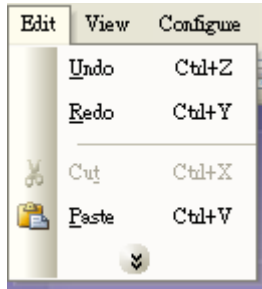 Edit View Configure
Undo Ctrl+Z
Redo Ctrl+Y
Cut Ctrl+X
Paste Ctrl+V